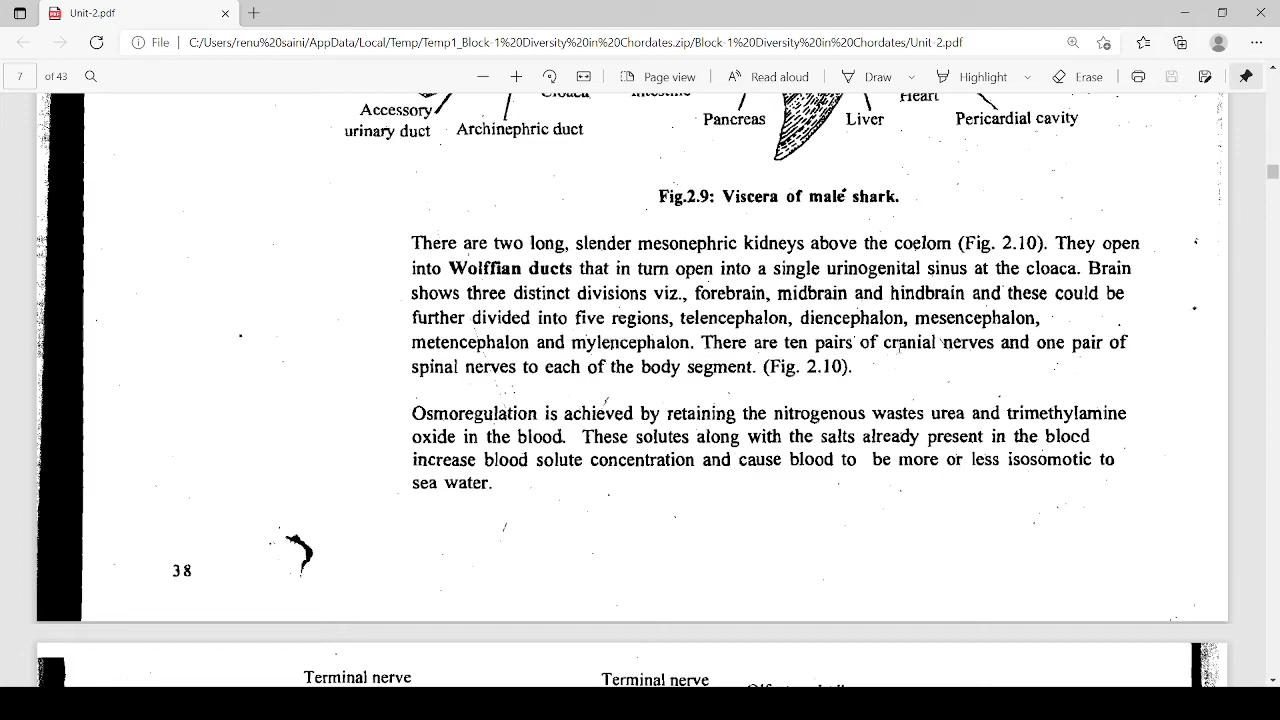 Unit-2.pdf
File C:/Users/renu%20saini/AppData/Local/Temp/Temp1_Block-1%20Diversity%20in%20Chordates.zip/Block-1%20Diversity%20in%20Chordates/Unit-2.pdf
7 of 43 Page view Read aloud Draw Highlight Erase
Cloaca Intestine Heart
Accessory Pancreas Liver Pericardial cavity
urinary duct Archinephric duct
Fig.2.9: Viscera of male shark.
There are two long, slender mesonephric kidneys above the coelom (Fig. 2.10). They open
into Wolffian ducts that in turn open into a single urinogenital sinus at the cloaca. Brain
shows three distinct divisions viz., forebrain, midbrain and hindbrain and these could be
further divided into five regions, telencephalon, diencephalon, mesencephalon,
metencephalon and mylencephalon. There are ten pairs of cranial nerves and one pair of
spinal nerves to each of the body segment. (Fig. 2.10).
Osmoregulation is achieved by retaining the nitrogenous wastes urea and trimethylamine
oxide in the blood. These solutes along with the salts already present in the blood
increase blood solute concentration and cause blood to be more or less isosomotic to
sea water.
38
Terminal nerve Terminal nerve